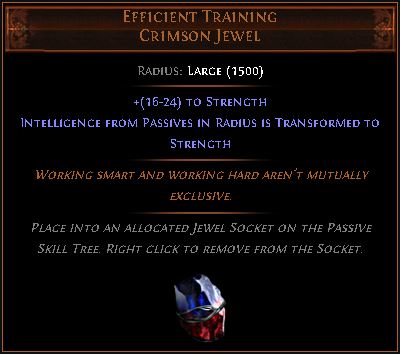 Efficient Training
Crimson Jewel
Radius: Large (1500)
+(16-24) to Strength
Intelligence from Passives in Radius is Transformed to
Strength
Working smart and working hard aren't mutually
exclusive.
Place into an allocated Jewel Socket on the Passive
Skill Tree. Right click to remove from the Socket.